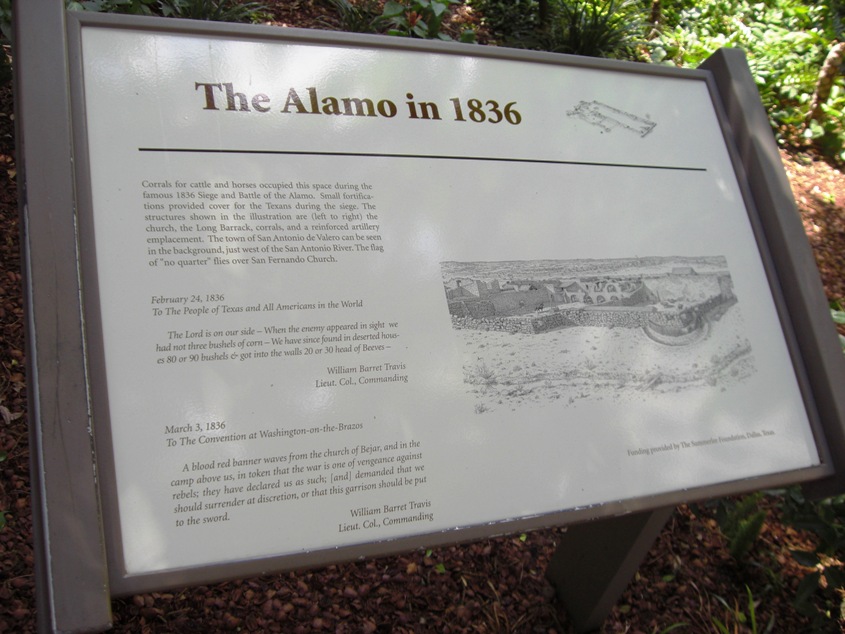 The Alamo in 1836
Corrals for cattle and horses occupied this space during the
famous 1836 Siege and Battle of the Alamo. Small fortifica-
tions provided cover for the Texans during the siege. The
structures shown in the illustration are (left to right) the
church, the Long Barrack, corrals, and a reinforced artillery
emplacement. The town of San Antonio de Valero can be seen
in the background, just west of the San Antonio River. The flag
of "no quarter" flies over San Fernando Church.
February 24, 1836
To The People of Texas and All Americans in the World
The Lord is on our side – When the enemy appeared in sight we
had not three bushels of corn – We have since found in deserted hous-
es 80 or 90 bushels & got into the walls 20 or 30 head of Beeves –
William Barret Travis
Lieut. Col., Commanding
March 3, 1836
To The Convention at Washington-on-the-Brazos
A blood red banner waves from the church of Bejar, and in the
camp above us, in token that the war is one of vengeance against
rebels; they have declared us as such; [and] demanded that we
should surrender at discretion, or that this garrison should be put
to the sword.
William Barret Travis
Lieut. Col., Commanding
Funding provided by The Summerlee Foundation, Dallas, Texas